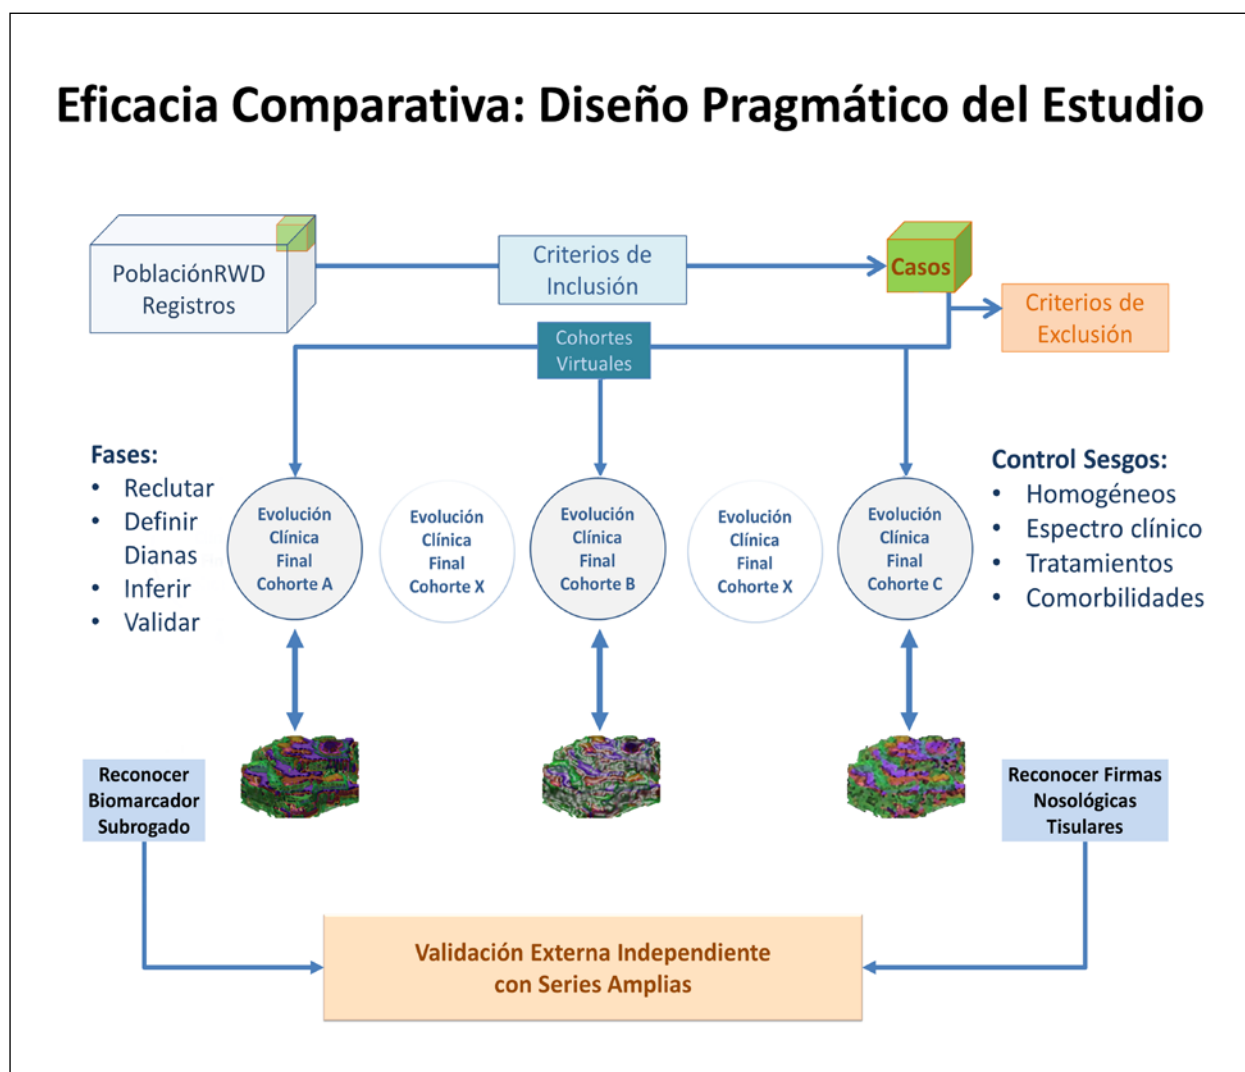 Eficacia Comparativa: Diseño Pragmático del Estudio
PoblaciónRWD
Registros
Criterios de
Inclusión
Casos
Criterios de
Exclusión
Cohortes
Virtuales
Fases:
• Reclutar
• Definir
Dianas
• Inferir
• Validar
Evolución
Clínica
Final
Cohorte A
Evolución
Clínica
Final
Cohorte X
Evolución
Clínica
Final
Cohorte B
Evolución
Clínica
Final
Cohorte X
Evolución
Clínica
Final
Cohorte C
Control Sesgos:
• Homogéneos
• Espectro clínico
• Tratamientos
• Comorbilidades
Reconocer
Biomarcador
Subrogado
Reconocer Firmas
Nosológicas
Tisulares
Validación Externa Independiente
con Series Amplias